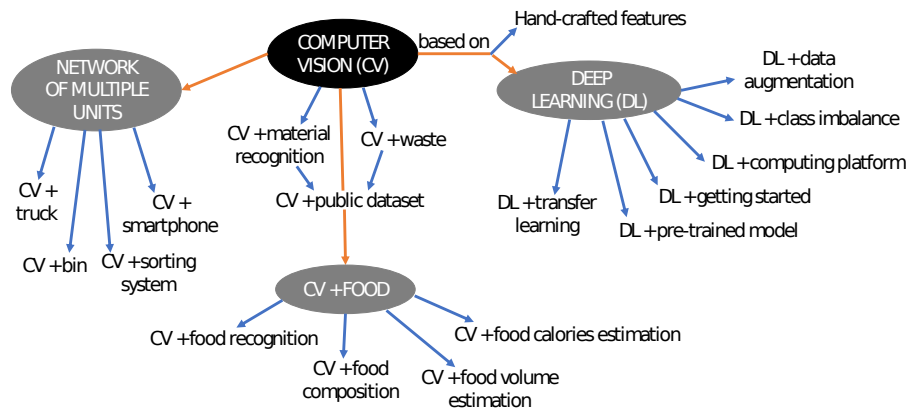 COMPUTER
VISION (CV)
based on
Hand-crafted features
NETWORK
OF MULTIPLE
UNITS
DEEP
LEARNING (DL)
DL +data
augmentation
DL +class imbalance
DL +computing platform
DL +getting started
DL +pre-trained model
DL +transfer
learning
CV +material
recognition
CV +waste
CV +public dataset
CV +
truck
CV +bin
CV +sorting
system
CV +
smartphone
CV +FOOD
CV +food recognition
CV +food
composition
CV +food volume
estimation
CV +food calories estimation